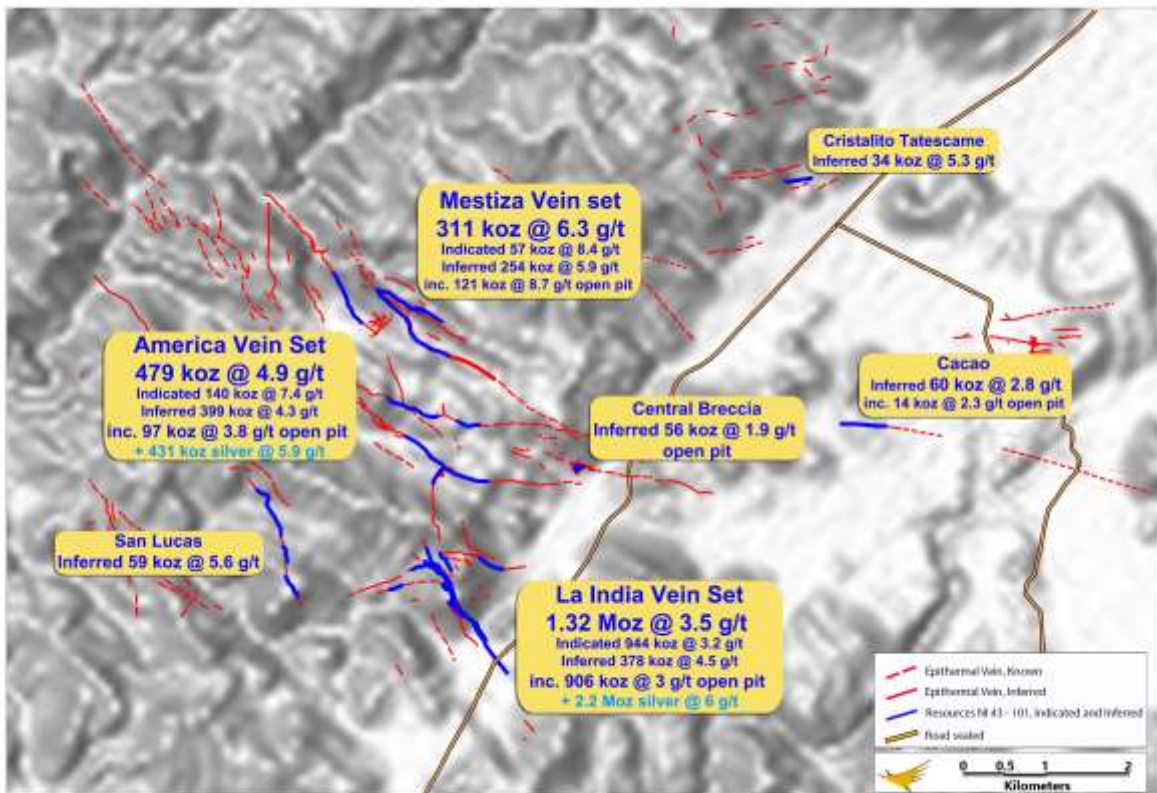 Cristalito Tatescame
Inferred 34 koz @ 5.3 g/t
Mestiza Vein set
311 koz @ 6.3 g/t
Indicated 57 koz @ 8.4 g/t
Inferred 254 koz @ 5.9 g/t
inc. 121 koz @ 8.7 g/t open pit
America Vein Set
479 koz @ 4.9 g/t
Indicated 140 koz @ 7.4 g/t
Inferred 399 koz @ 4.3 g/t
inc. 97 koz @ 3.8 g/t open pit
+ 431 koz silver @ 5.9 g/t
Cacao
Inferred 60 koz @ 2.8 g/t
inc. 14 koz @ 2.3 g/t open pit
Central Breccia
Inferred 56 koz @ 1.9 g/t
open pit
San Lucas
Inferred 59 koz @ 5.6 g/t
La India Vein Set
1.32 Moz @ 3.5 g/t
Indicated 944 koz @ 3.2 g/t
Inferred 378 koz @ 4.5 g/t
inc. 906 koz @ 3 g/t open pit
+ 2.2 Moz silver @ 6 g/t
Epithermal Vein, Known
Epithermal Vein, Inferred
Resources NI 43 - 101, Indicated and Inferred
Road sealed
0 0.5 1 2
Kilometers